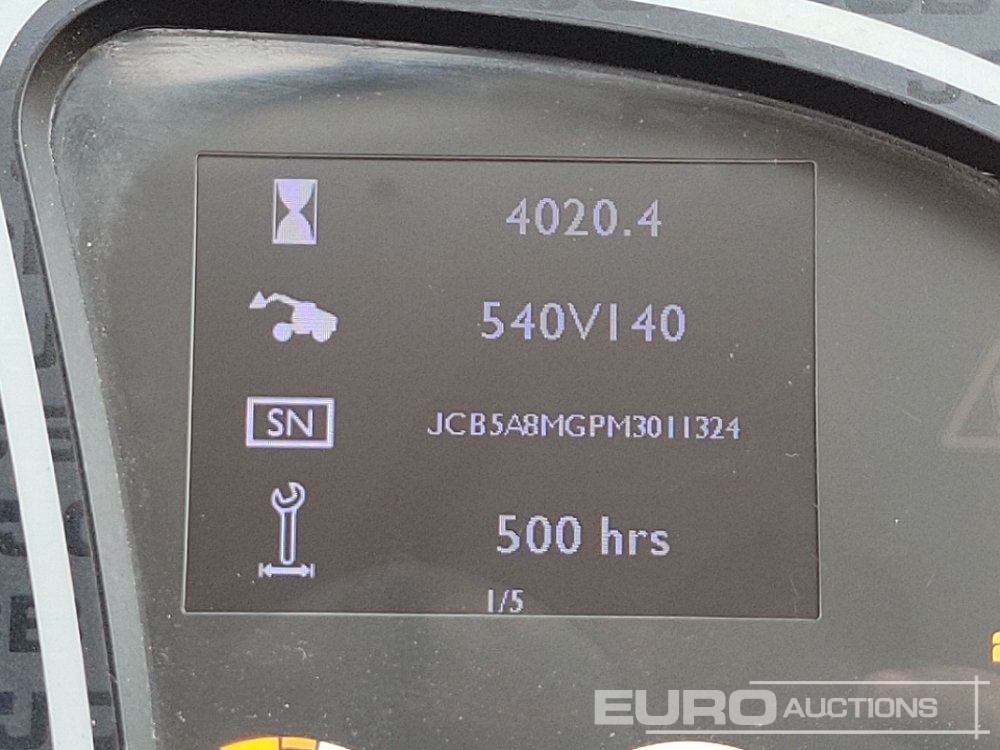 4020.4
540V140
SN JCB5A8MGPM3011324
500 hrs
1/5
EURO AUCTIONS